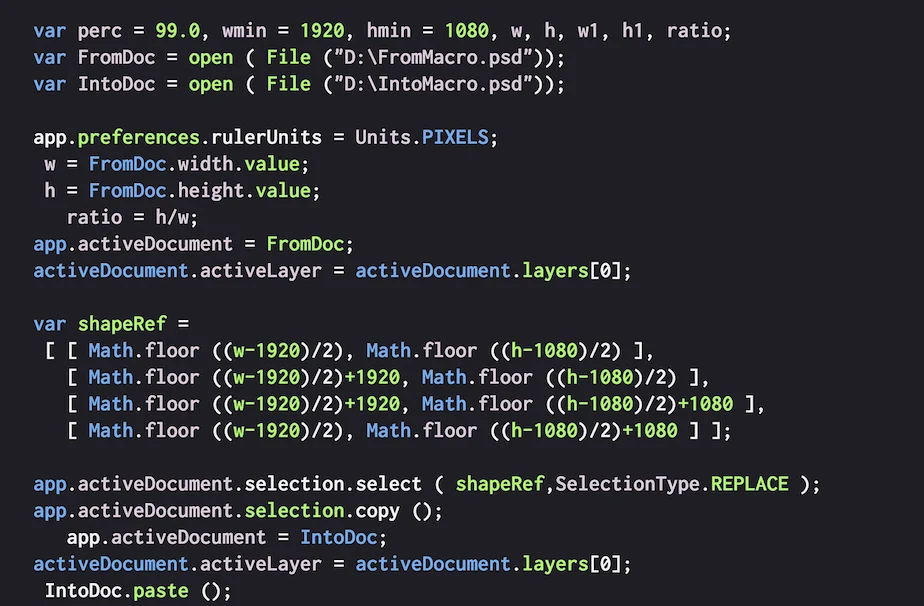 var perc = 99.0, wmin = 1920, hmin = 1080, w, h, w1, h1, ratio;
var FromDoc = open ( File ("D:\FromMacro.psd"));
var IntoDoc = open ( File ("D:\IntoMacro.psd"));
app.preferences.rulerUnits = Units.PIXELS;
w = FromDoc.width.value;
h = FromDoc.height.value;
ratio = h/w;
app.activeDocument = FromDoc;
activeDocument.activeLayer = activeDocument.layers[0];
var shapeRef =
[ [ Math.floor ((w-1920)/2), Math.floor ((h-1080)/2) ],
[ Math.floor ((w-1920)/2)+1920, Math.floor ((h-1080)/2) ],
[ Math.floor ((w-1920)/2)+1920, Math.floor ((h-1080)/2)+1080 ],
[ Math.floor ((w-1920)/2), Math.floor ((h-1080)/2)+1080 ] ];
app.activeDocument.selection.select ( shapeRef,SelectionType.REPLACE );
app.activeDocument.selection.copy ();
app.activeDocument = IntoDoc;
activeDocument.activeLayer = activeDocument.layers[0];
IntoDoc.paste ();